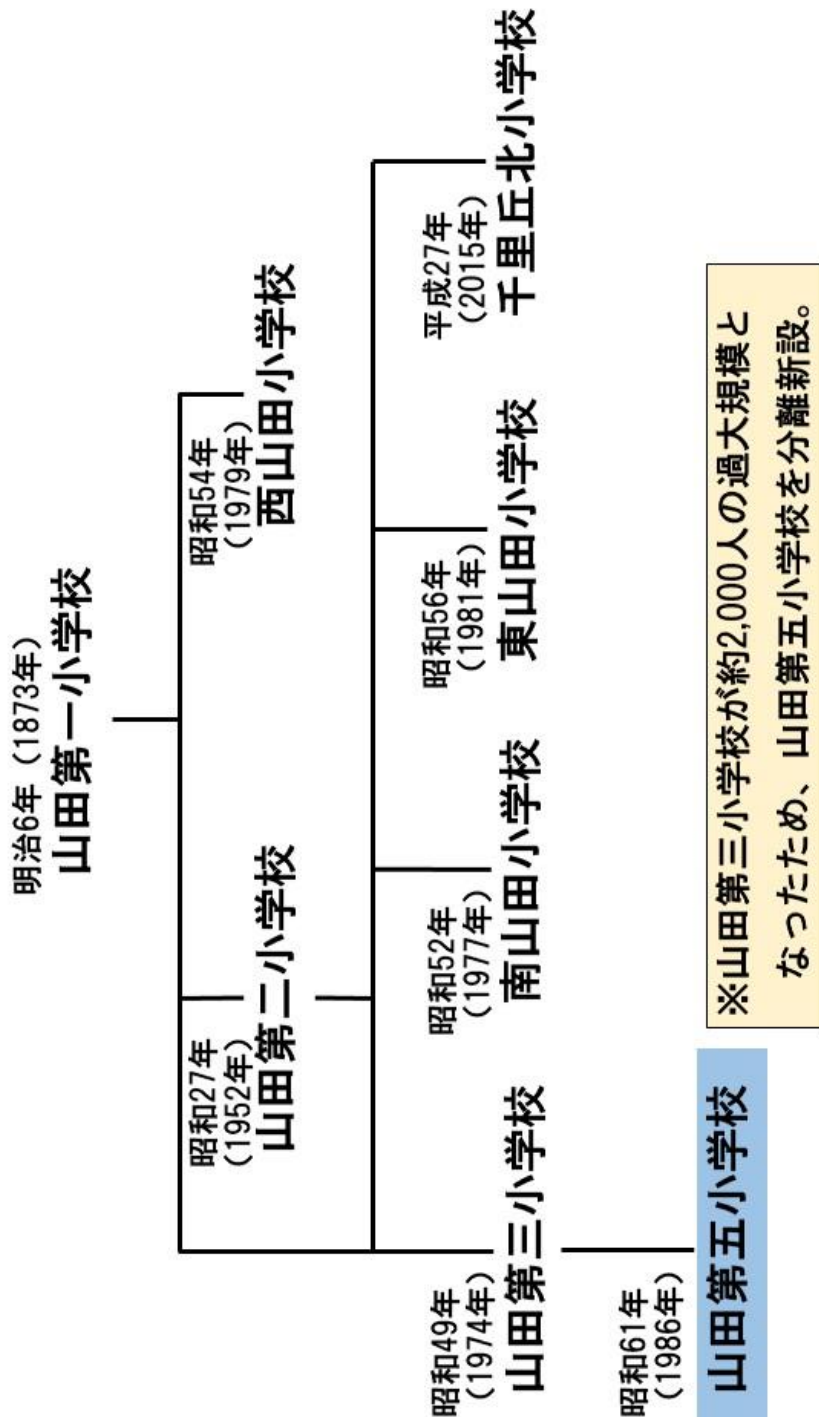 明治6年（1873年）
山田第一小学校
昭和27年
（1952年）
山田第二小学校
昭和54年
（1979年）
西山田小学校
昭和49年
（1974年）
山田第三小学校
昭和52年
（1977年）
南山田小学校
昭和56年
（1981年）
東山田小学校
平成27年
（2015年）
千里丘北小学校
昭和61年
（1986年）
山田第五小学校
※山田第三小学校が約2,000人の過大規模と
なったため、山田第五小学校を分離新設。